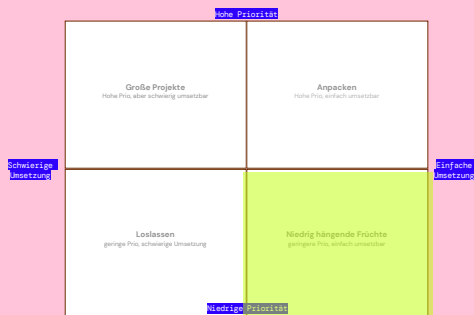 Hohe Priorität
Große Projekte
Hohe Prio, aber schwierig umsetzbar
Anpacken
Hohe Prio, einfach umsetzbar
Schwierige
Umsetzung
Einfache
Umsetzung
Loslassen
geringe Prio, schwierige Umsetzung
Niedrig hängende Früchte
geringere Prio, einfach umsetzbar
Niedrige Priorität